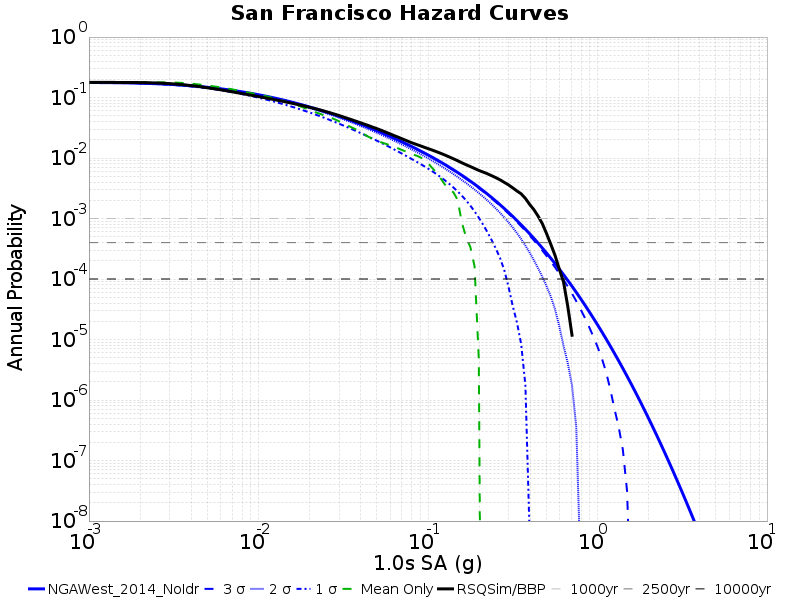 San Francisco Hazard Curves
Annual Probability
10^0
10^-1
10^-2
10^-3
10^-4
10^-5
10^-6
10^-7
10^-8
10^-3 10^-2 10^-1 10^0 10^1
1.0s SA (g)
NGAWest_2014_NoIdr 3 σ 2 σ 1 σ Mean Only RSQSim/BBP 1000yr 2500yr 10000yr